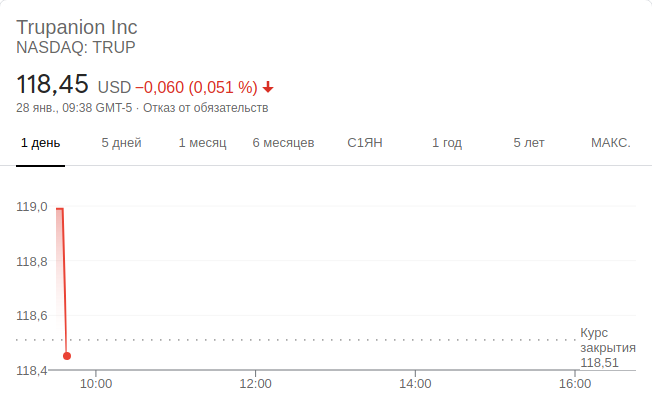 Trupanion Inc
NASDAQ: TRUP
118,45 USD −0,060 (0,051 %)
28 янв., 09:38 GMT-5 · Отказ от обязательств
1 день 5 дней 1 месяц 6 месяцев С1ЯН 1 год 5 лет МАКС.
119,0
118,8
118,6
Курс
закрытия
118,51
118,4
10:00 12:00 14:00 16:00